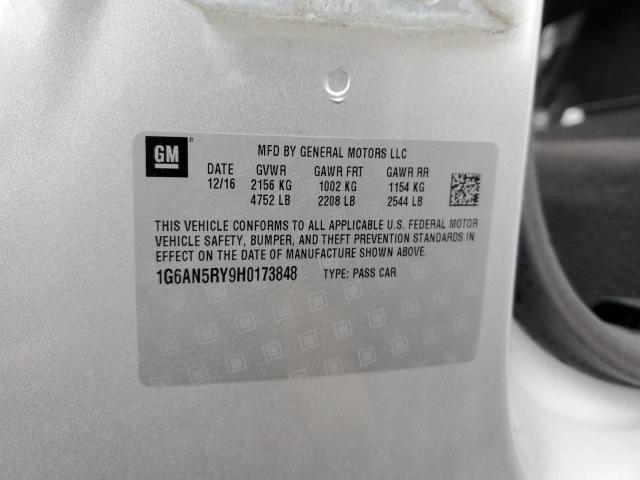 GM
MFD BY GENERAL MOTORS LLC
DATE GVWR GAWR FRT GAWR RR
12/16 2156 KG 1002 KG 1154 KG
4752 LB 2208 LB 2544 LB
THIS VEHICLE CONFORMS TO ALL APPLICABLE U.S. FEDERAL MOTOR
VEHICLE SAFETY, BUMPER, AND THEFT PREVENTION STANDARDS IN
EFFECT ON THE DATE OF MANUFACTURE SHOWN ABOVE.
1G6AN5RY9H0173848 TYPE: PASS CAR